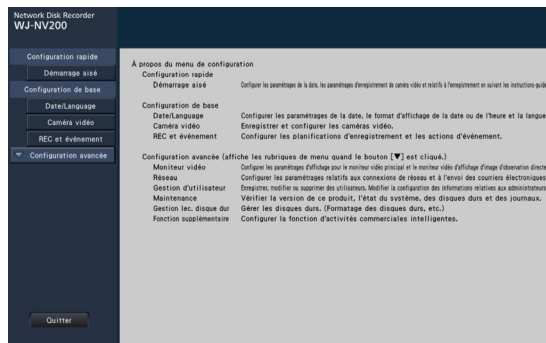 Network Disk Recorder
WJ-NV200
Configuration rapide
Démarrage aisé
Configuration de base
Date/Language
Caméra vidéo
REC et événement
Configuration avancée
Quitter
À propos du menu de configuration
Configuration rapide
Démarrage aisé Configurer les paramètres de la date, les paramètres d'enregistrement de caméra vidéo et relatifs à l'enregistrement en suivant les instructions-guide
Configuration de base
Date/Language Configurer les paramètres de la date, le format d'affichage de la date ou de l'heure et la langue
Caméra vidéo Enregistrer et configurer les caméras vidéo.
REC et événement Configurer les planifications d'enregistrement et les actions d'événement.
Configuration avancée (affiche les rubriques de menu quand le bouton [▼] est cliqué.)
Moniteur vidéo Configurer les paramètres d'affichage pour le moniteur vidéo principal et le moniteur vidéo d'affichage d'image d'observation directe
Réseau Configurer les paramètres relatifs aux connexions de réseau et à l'envoi des courriers électroniques
Gestion d'utilisateur Enregistrer, modifier ou supprimer des utilisateurs. Modifier la configuration des informations relatives aux administrateurs
Maintenance Vérifier la version de ce produit, l'état du système, des disques durs et des journaux.
Gestion lec. disque dur Gérer les disques durs. (Formatage des disques durs, etc.)
Fonction supplémentaire Configurer la fonction d'activités commerciales intelligentes.